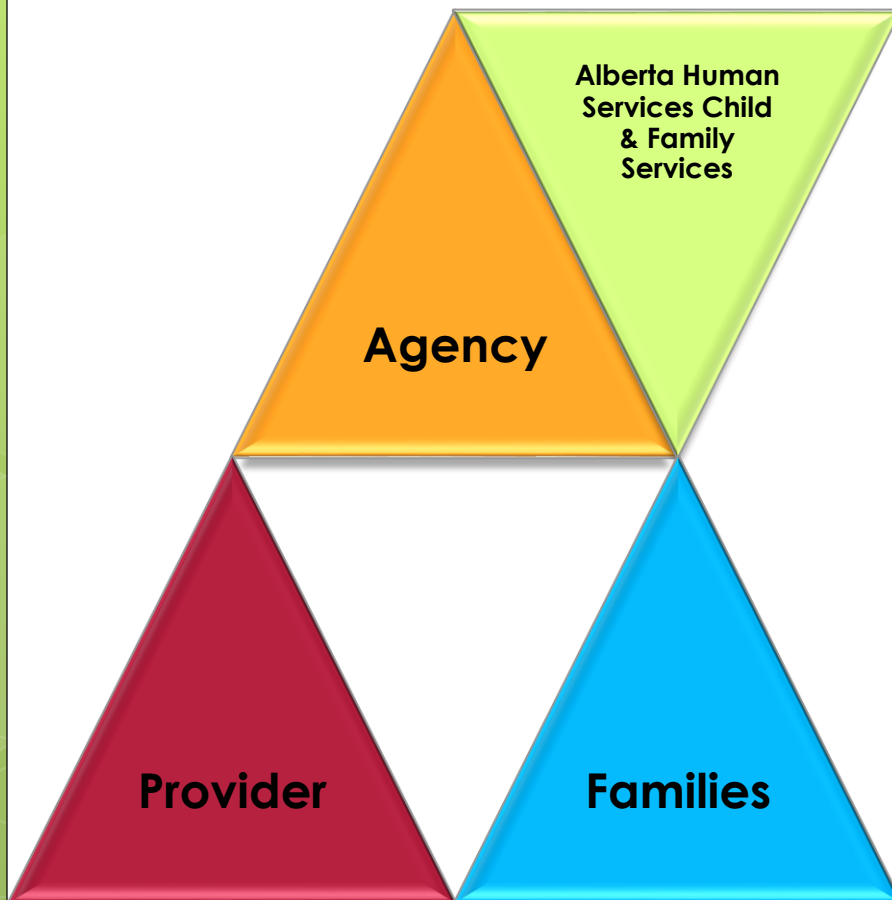 Alberta Human
Services Child
& Family
Services
Agency
Provider
Families